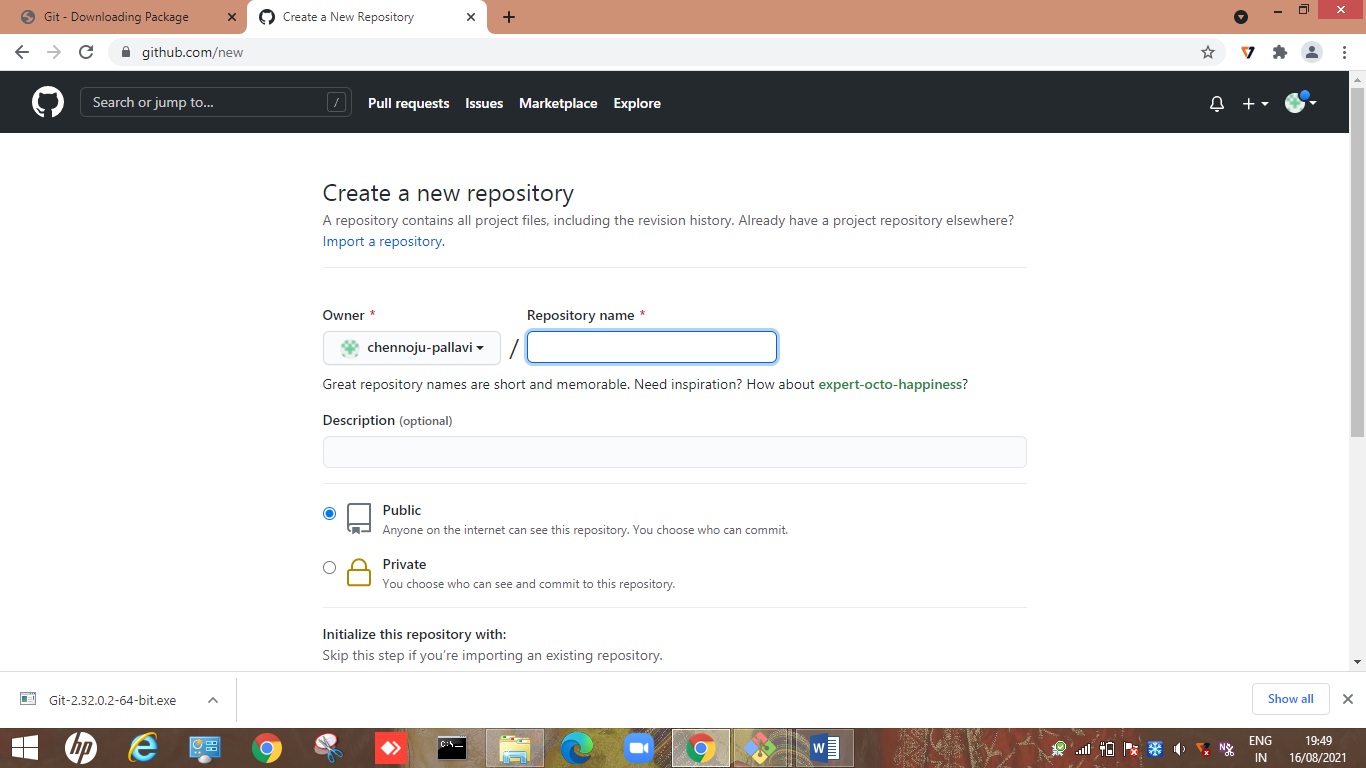 Git - Downloading Package
Create a New Repository
github.com/new
Search or jump to...
/
Pull requests
Issues
Marketplace
Explore
Create a new repository
A repository contains all project files, including the revision history. Already have a project repository elsewhere?
Import a repository.
Owner *
Repository name *
chennoju-pallavi
/
Great repository names are short and memorable. Need inspiration? How about expert-octo-happiness?
Description (optional)
Public
Anyone on the internet can see this repository. You choose who can commit.
Private
You choose who can see and commit to this repository.
Initialize this repository with:
Skip this step if you're importing an existing repository.
Git-2.32.0.2-64-bit.exe
Show all
hp
C:\.
W
ENG
IN
19:49
16/08/2021